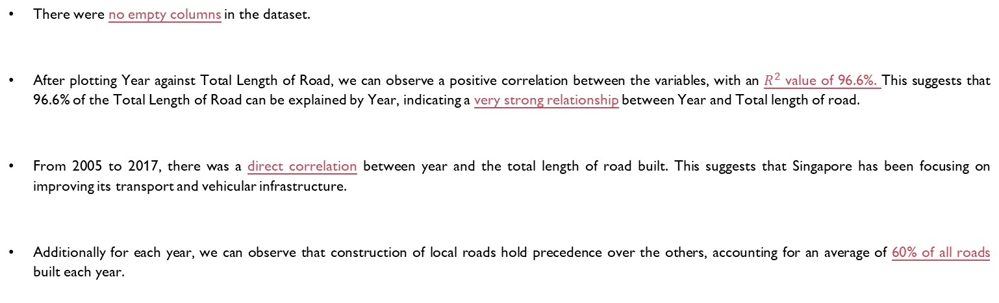 • There were no empty columns in the dataset.
• After plotting Year against Total Length of Road, we can observe a positive correlation between the variables, with an R² value of 96.6%. This suggests that
96.6% of the Total Length of Road can be explained by Year, indicating a very strong relationship between Year and Total length of road.
• From 2005 to 2017, there was a direct correlation between year and the total length of road built. This suggests that Singapore has been focusing on
improving its transport and vehicular infrastructure.
• Additionally for each year, we can observe that construction of local roads hold precedence over the others, accounting for an average of 60% of all roads
built each year.